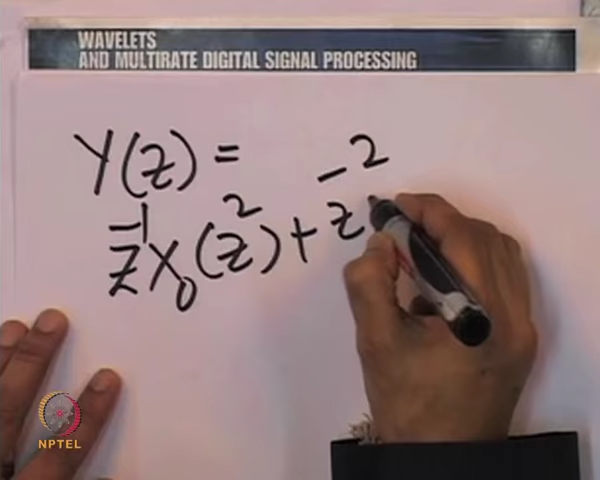 WAVELETS
AND MULTIRATE DIGITAL SIGNAL PROCESSING
Y(z) =
z⁻¹X₀(z²) + z⁻²
NPTEL